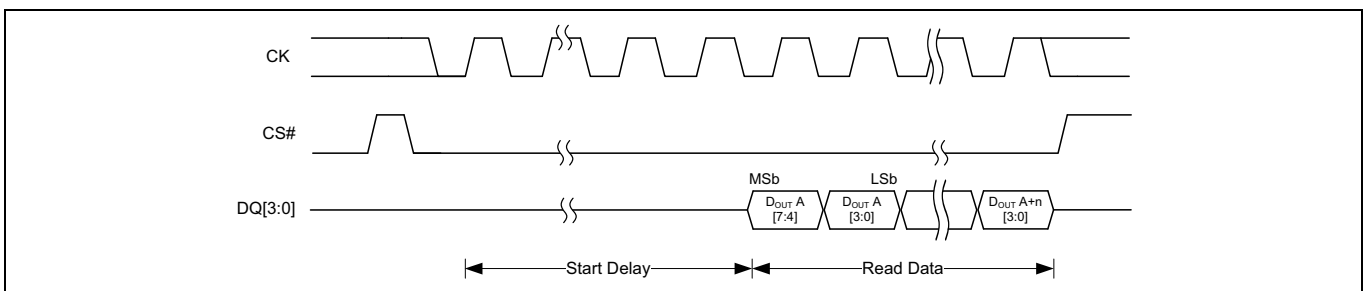 CK
CS#
MSb LSb
DQ[3:0] DOUT A DOUT A DOUT A+n
[7:4] [3:0] [3:0]
Start Delay Read Data